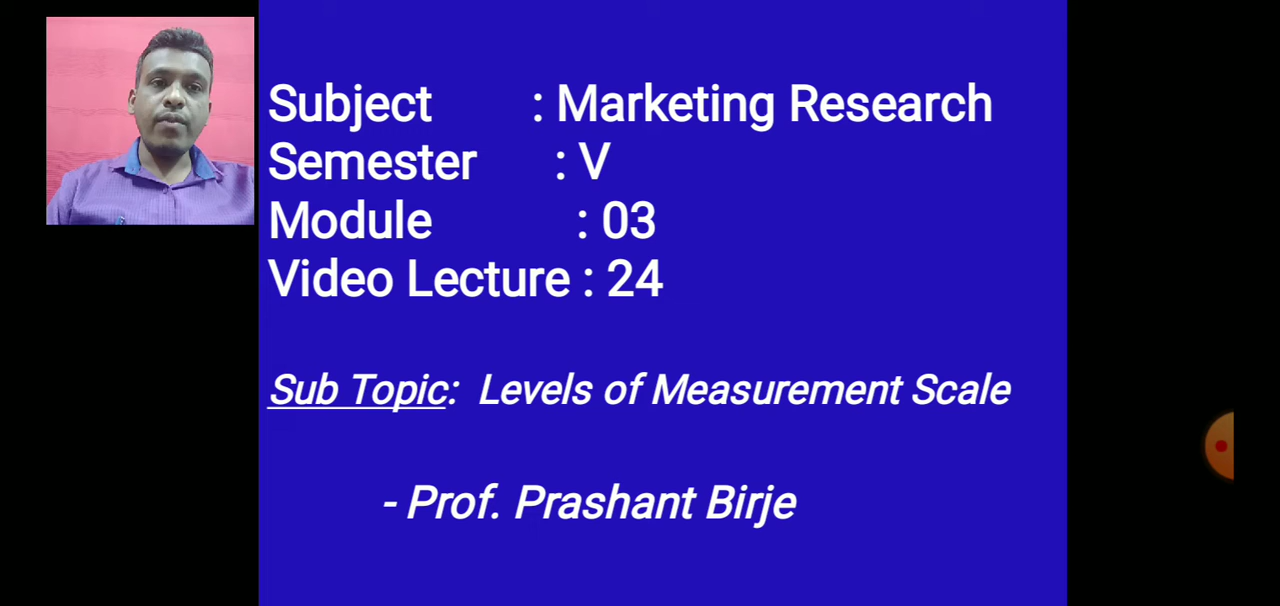 Subject : Marketing Research
Semester : V
Module : 03
Video Lecture : 24
Sub Topic: Levels of Measurement Scale
- Prof. Prashant Birje